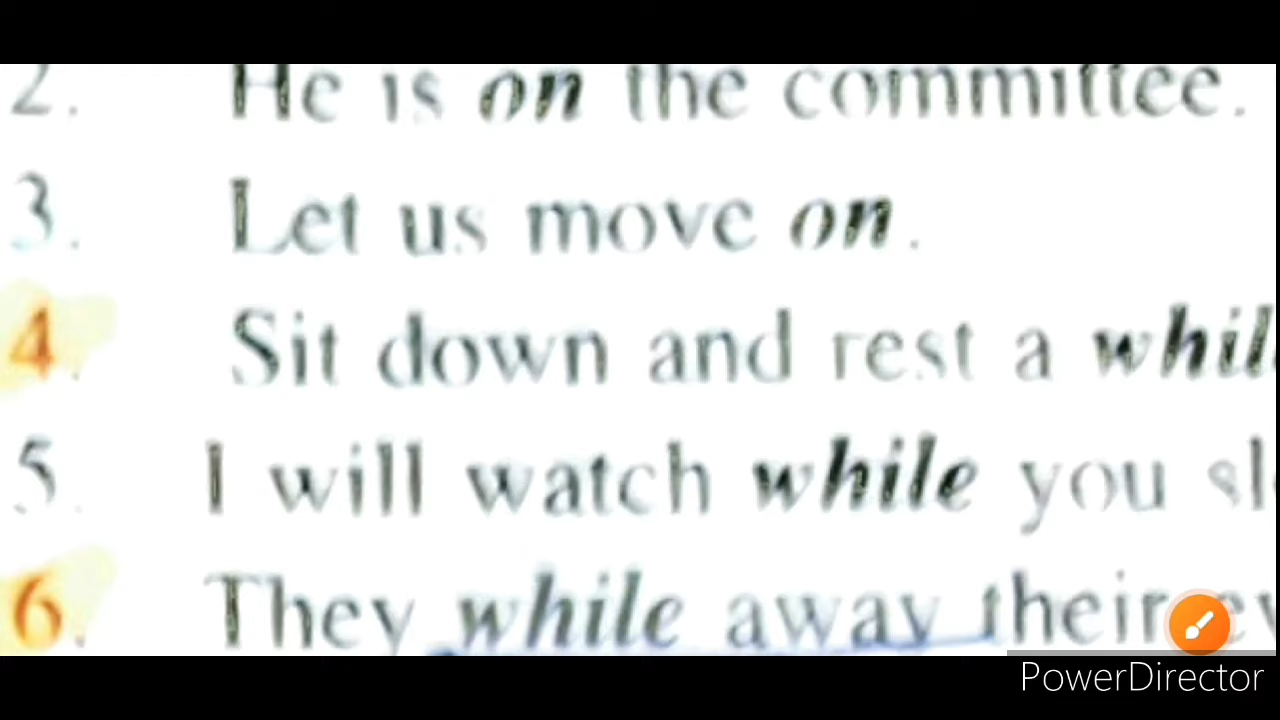 2. He is on the committee.
3. Let us move on.
4. Sit down and rest a
5. I will watch while you
6. They while away their
PowerDirector